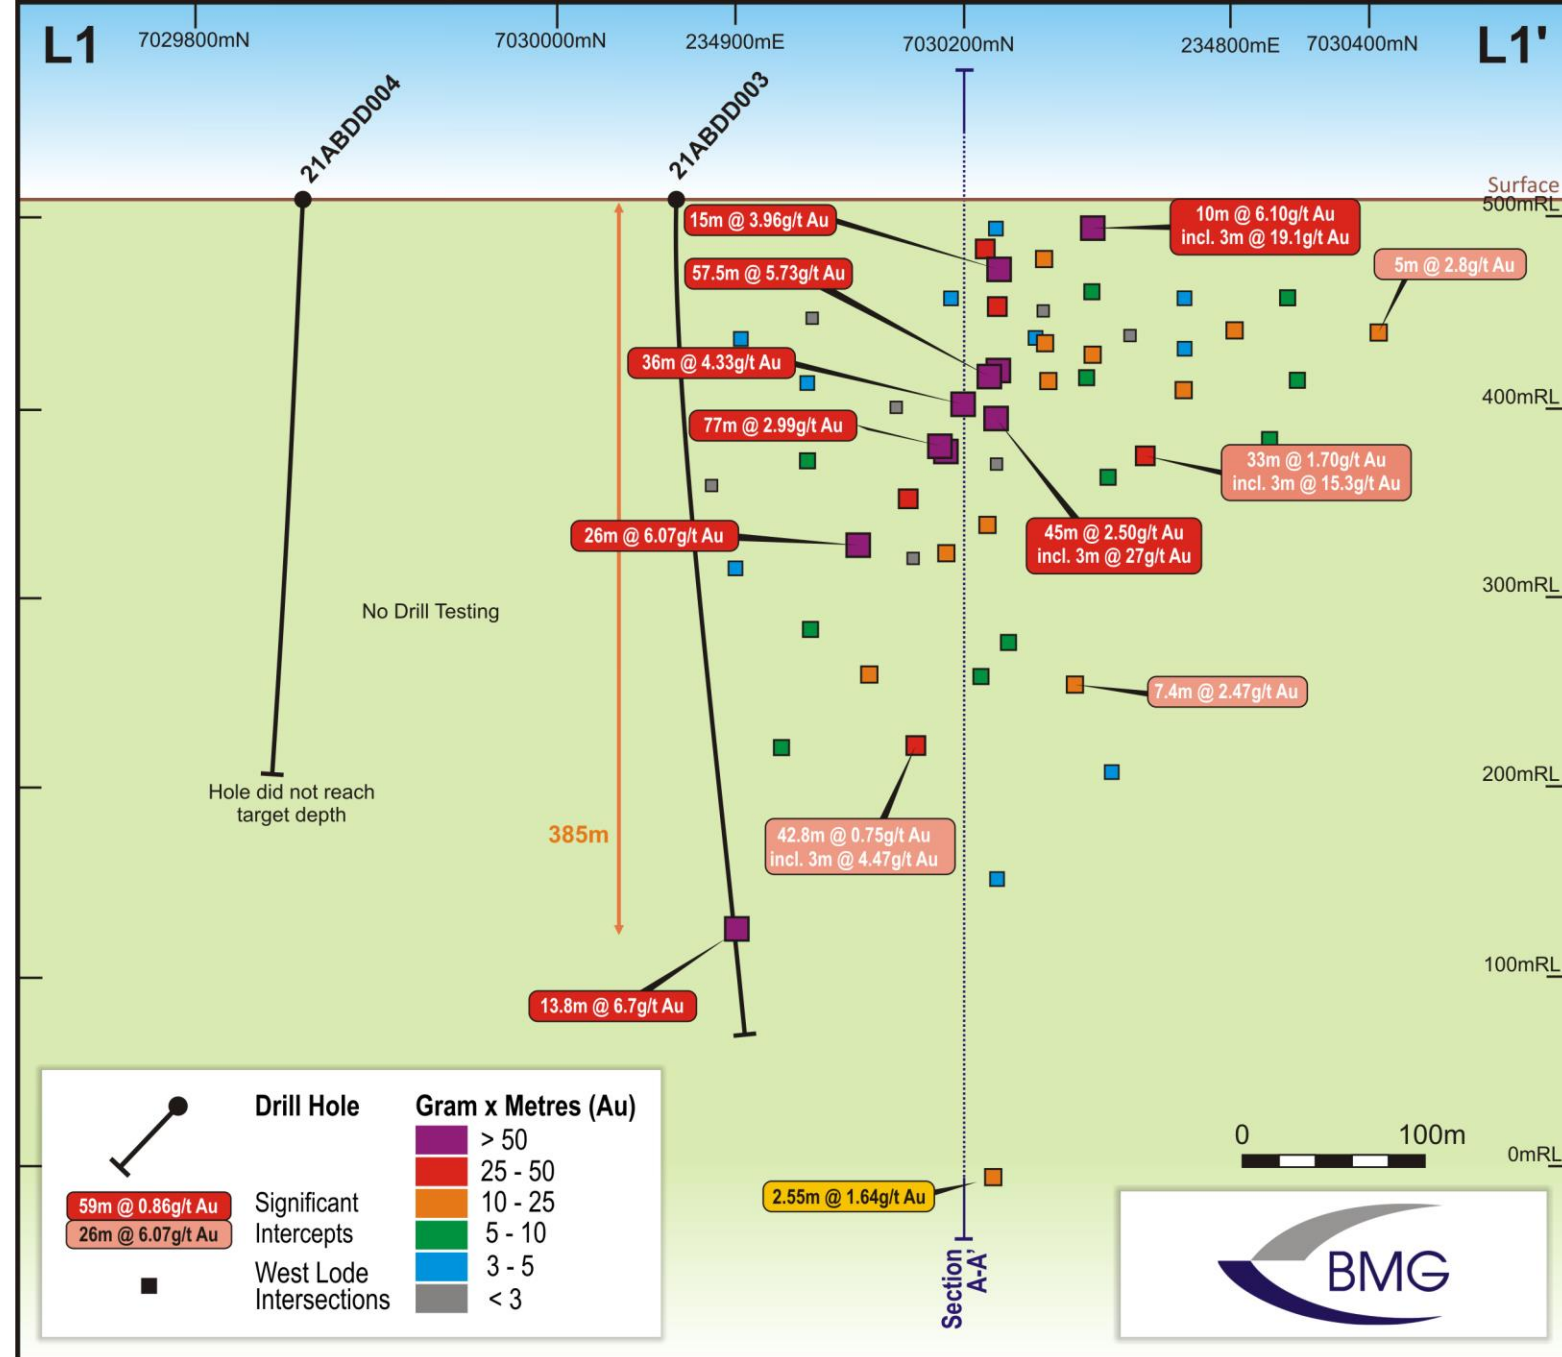 L1
7029800mN
7030000mN
234900mE
7030200mN
234800mE
7030400mN
L1'
21ABDD004
21ABDD003
Surface
500mRL
15m @ 3.96g/t Au
10m @ 6.10g/t Au
incl. 3m @ 19.1g/t Au
57.5m @ 5.73g/t Au
5m @ 2.8g/t Au
36m @ 4.33g/t Au
400mRL
77m @ 2.99g/t Au
33m @ 1.70g/t Au
incl. 3m @ 15.3g/t Au
26m @ 6.07g/t Au
45m @ 2.50g/t Au
incl. 3m @ 27g/t Au
300mRL
No Drill Testing
7.4m @ 2.47g/t Au
200mRL
Hole did not reach
target depth
385m
42.8m @ 0.75g/t Au
incl. 3m @ 4.47g/t Au
100mRL
13.8m @ 6.7g/t Au
0mRL
2.55m @ 1.64g/t Au
Section
A-A'
Drill Hole
59m @ 0.86g/t Au
26m @ 6.07g/t Au
Significant
Intercepts
West Lode
Intersections
Gram x Metres (Au)
> 50
25 - 50
10 - 25
5 - 10
3 - 5
< 3
0
100m
BMG